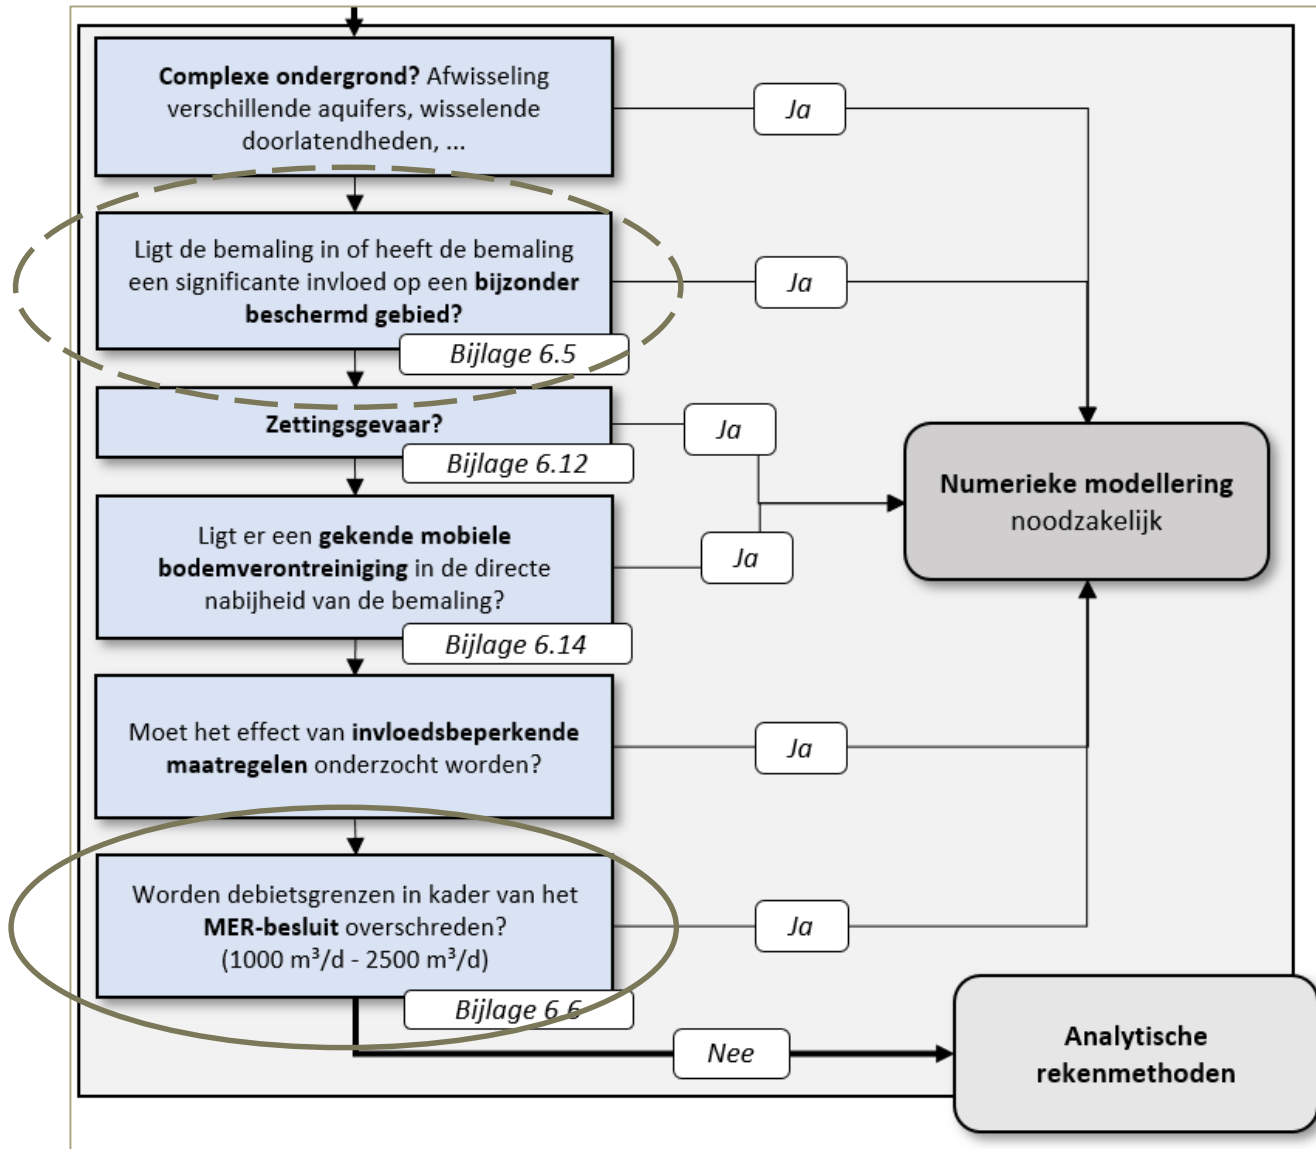 Complexe ondergrond? Afwisseling
verschillende aquifers, wisselende
doorlatendheden, ...
Ja
Ligt de bemaling in of heeft de bemaling
een significante invloed op een bijzonder
beschermd gebied?
Ja
Bijlage 6.5
Zettingsgevaar?
Ja
Bijlage 6.12
Numerieke modellering
noodzakelijk
Ligt er een gekende mobiele
bodemverontreiniging in de directe
nabijheid van de bemaling?
Ja
Bijlage 6.14
Moet het effect van invloedsbeperkende
maatregelen onderzocht worden?
Ja
Worden debietsgrenzen in kader van het
MER-besluit overschreden?
(1000 m³/d - 2500 m³/d)
Ja
Bijlage 6.6
Nee
Analytische
rekenmethoden